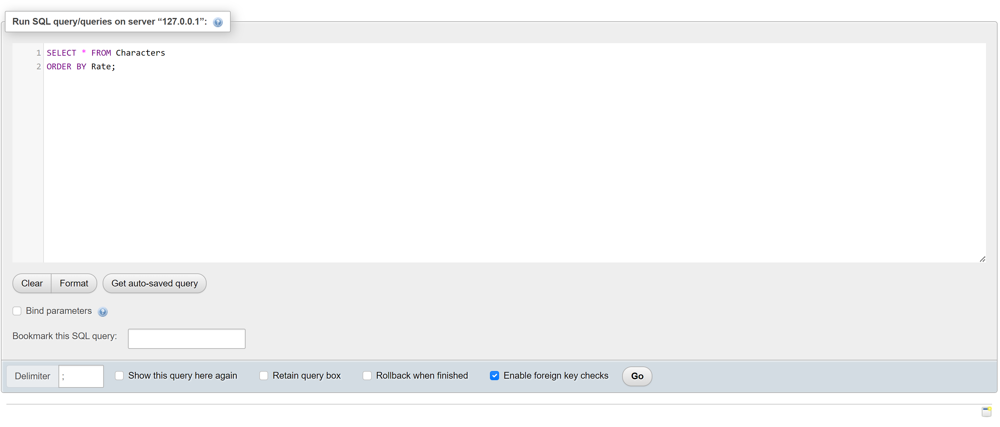 Run SQL query/queries on server “127.0.0.1”:
1 SELECT * FROM Characters
2 ORDER BY Rate;
Clear Format Get auto-saved query
Bind parameters
Bookmark this SQL query:
Delimiter ; Show this query here again Retain query box Rollback when finished Enable foreign key checks Go